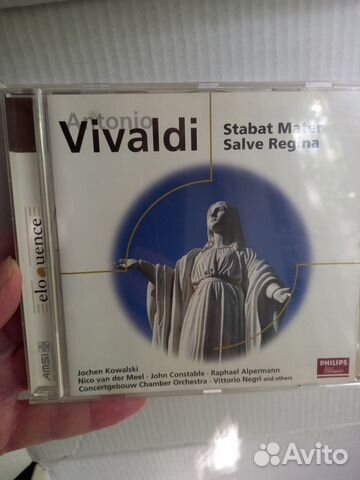 Antonio
Vivaldi
Stabat Mater
Salve Regina
eloquence
AMSI
Jochen Kowalski
Nico van der Meel · John Constable · Raphael Alpermann
Concertgebouw Chamber Orchestra · Vittorio Negri and others
PHILIPS
Classics
Avito